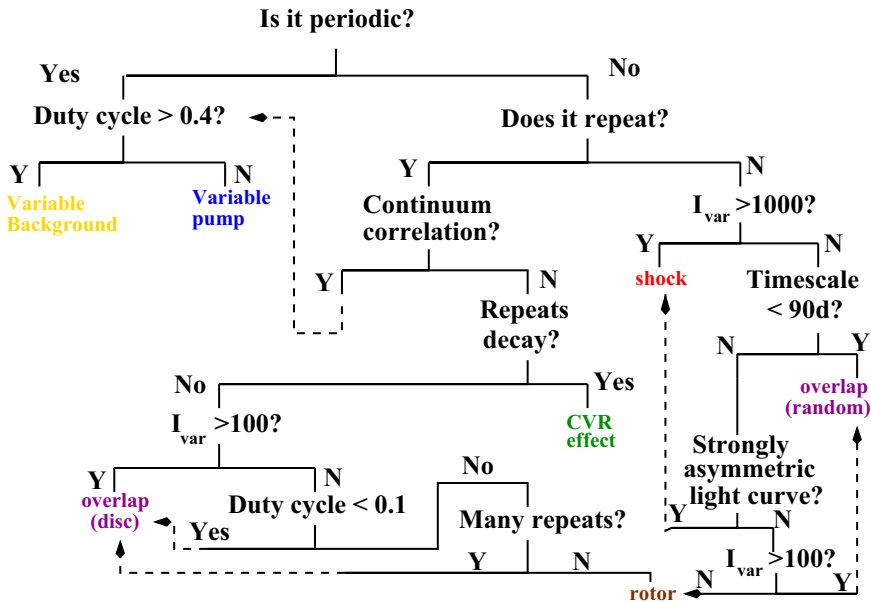 Is it periodic?
Yes
No
Duty cycle > 0.4?
Does it repeat?
Y
N
Y
N
Variable
Background
Variable
pump
Continuum
correlation?
I var >1000?
Y
N
Y
N
shock
Timescale
< 90d?
Repeats
decay?
N
Y
No
Yes
overlap
(random)
I var >100?
CVR
effect
Strongly
asymmetric
light curve?
Y
N
No
overlap
(disc)
Duty cycle < 0.1
Yes
Many repeats?
Y
N
Y
N
I var >100?
N
Y
rotor